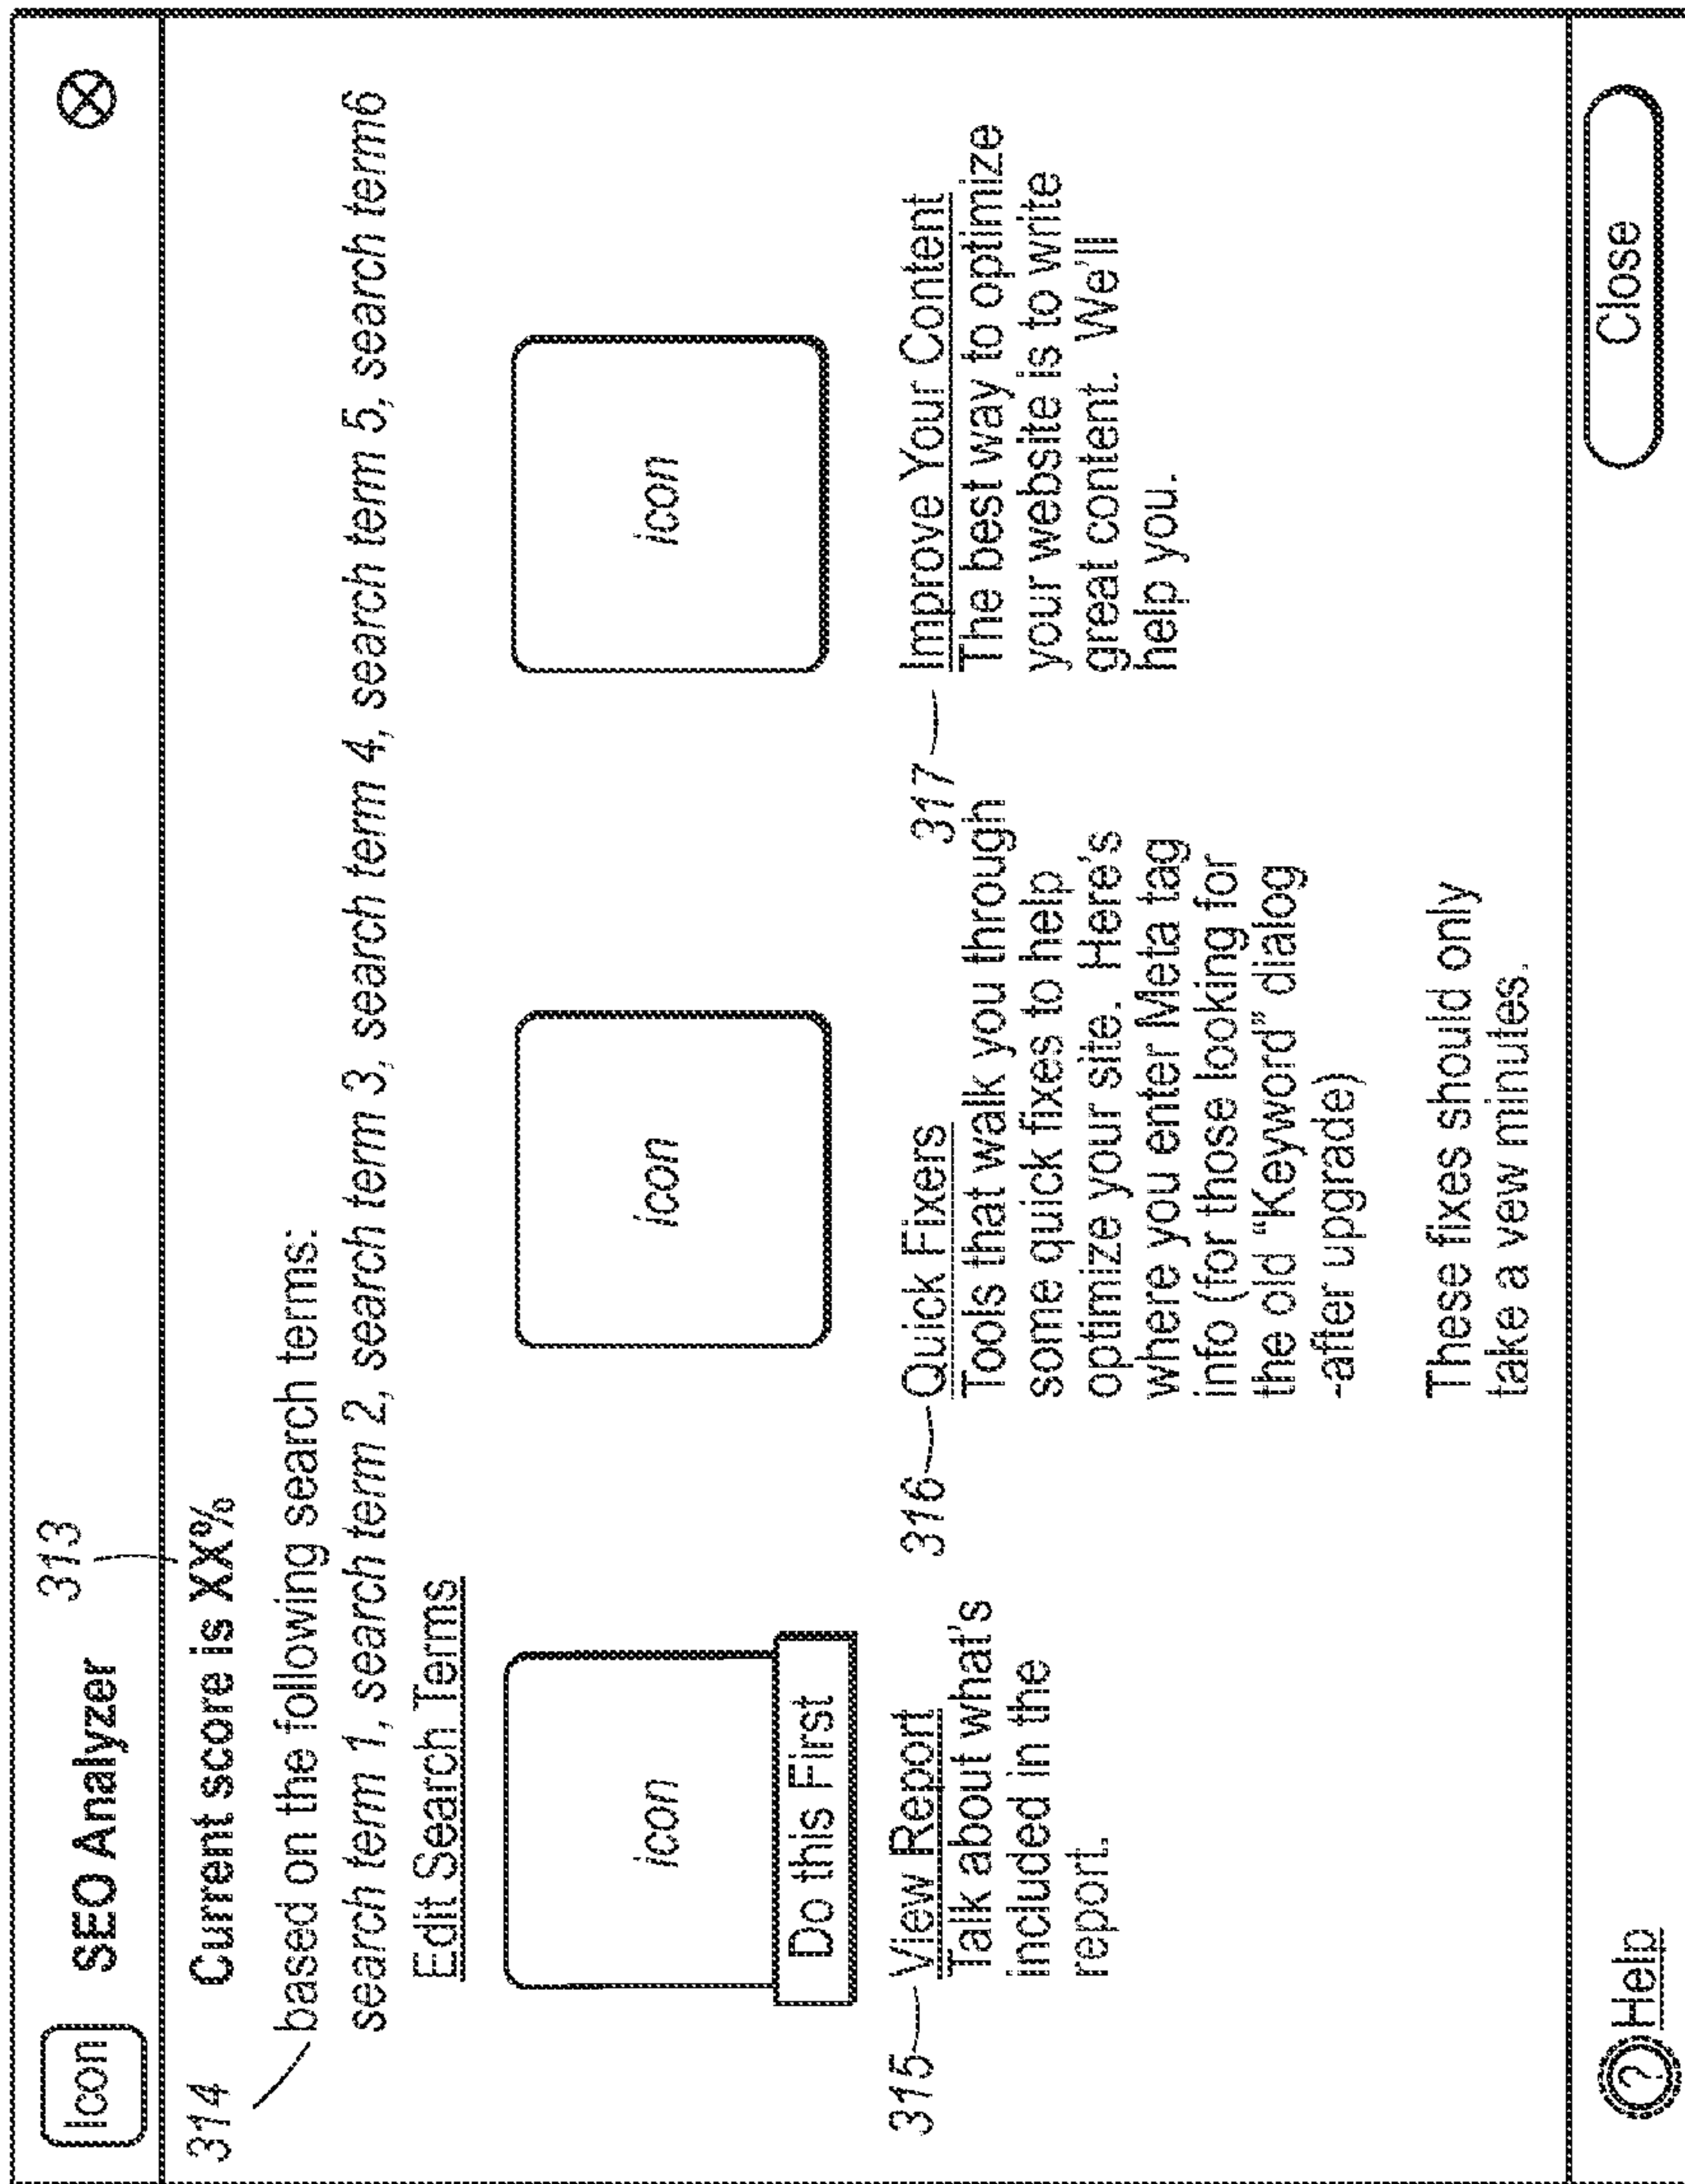 Icon SEO Analyzer
313
314 Current score is XX%
based on the following search terms:
search term 1, search term 2, search term 3, search term 4, search term 5, search term6
Edit Search Terms
icon
icon
icon
Do this First
315 View Report
Talk about what's
included in the
report.
316 Quick Fixers
Tools that walk you through
some quick fixes to help
optimize your site. Here's
where you enter Meta tag
info (for those looking for
the old "Keyword" dialog
-after upgrade)
These fixes should only
take a vew minutes.
317 Improve Your Content
The best way to optimize
your website is to write
great content. We'll
help you.
? Help
Close